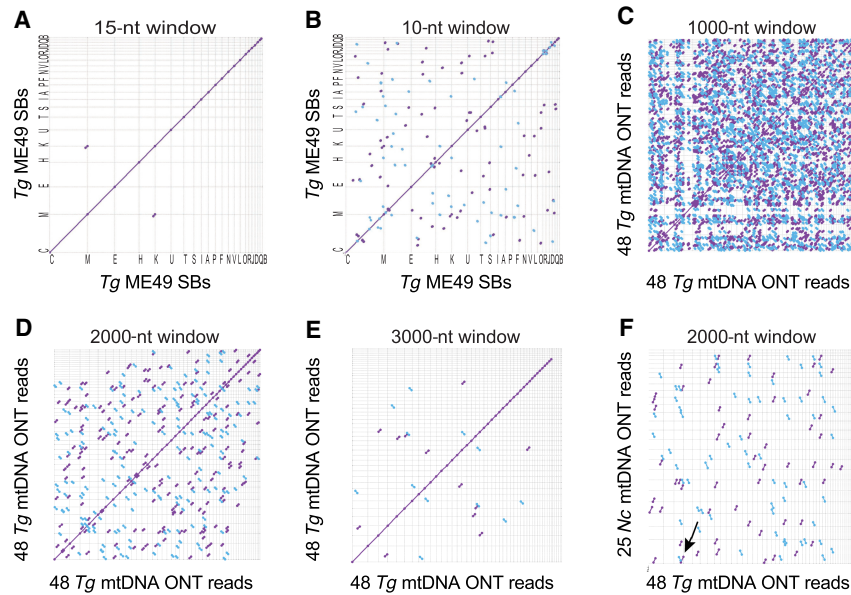 A
15-nt window
Tg ME49 SBs
C M E H K U T S I A P F N V L O R J D Q B
C M E H K U T S I A P F N V L O R J D Q B
Tg ME49 SBs
B
10-nt window
Tg ME49 SBs
C M E H K U T S I A P F N V L O R J D Q B
C M E H K U T S I A P F N V L O R J D Q B
Tg ME49 SBs
C
1000-nt window
48 Tg mtDNA ONT reads
48 Tg mtDNA ONT reads
D
2000-nt window
48 Tg mtDNA ONT reads
48 Tg mtDNA ONT reads
E
3000-nt window
48 Tg mtDNA ONT reads
48 Tg mtDNA ONT reads
F
2000-nt window
25 Nc mtDNA ONT reads
48 Tg mtDNA ONT reads